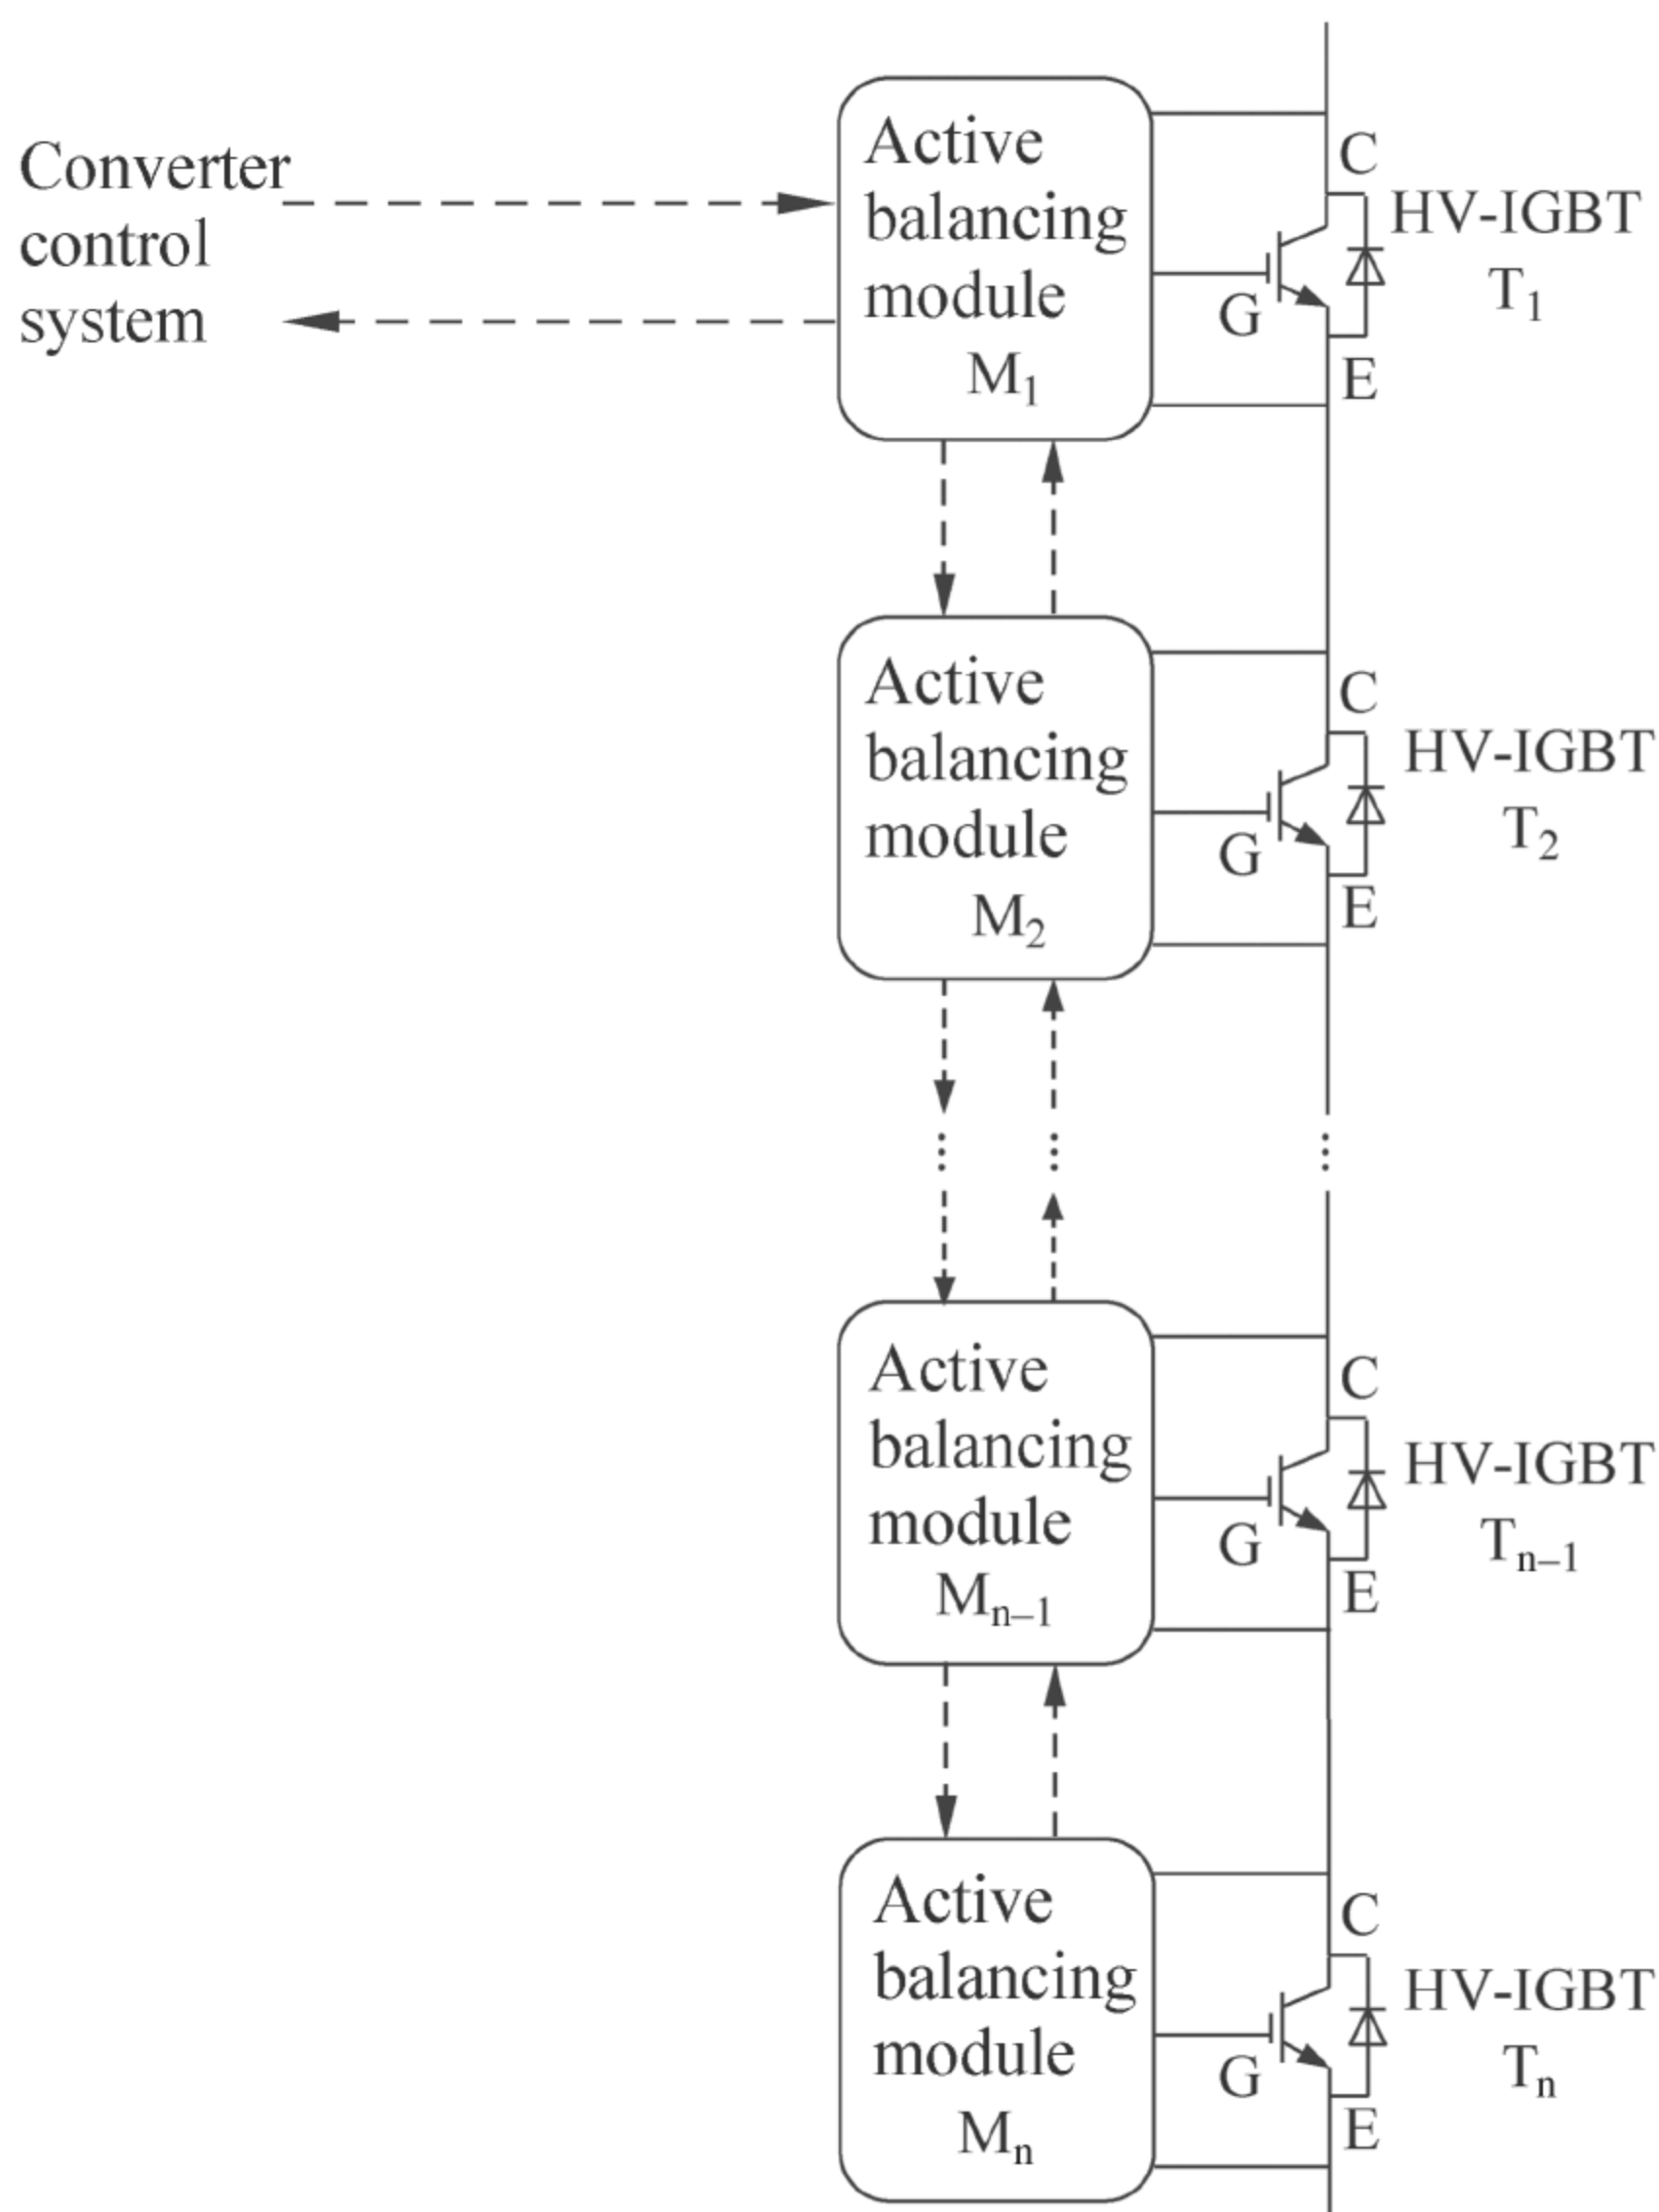 Converter
control
system
Active
balancing
module
M₁
C
G
E
HV-IGBT
T₁
Active
balancing
module
M₂
C
G
E
HV-IGBT
T₂
Active
balancing
module
Mₙ₋₁
C
G
E
HV-IGBT
Tₙ₋₁
Active
balancing
module
Mₙ
C
G
E
HV-IGBT
Tₙ